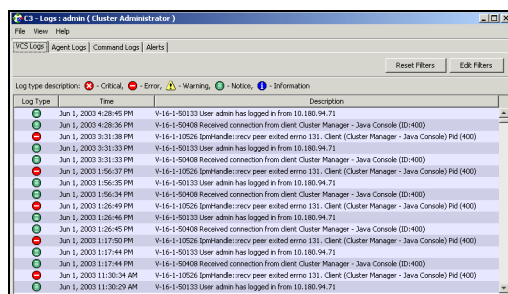 C3 - Logs : admin ( Cluster Administrator )
File View Help
VCS Logs Agent Logs Command Logs Alerts
Reset Filters Edit Filters
Log type description: - Critical, - Error, - Warning, - Notice, - Information
Log Type Time Description
Jun 1, 2003 4:28:45 PM V-16-1-50133 User admin has logged in from 10.180.94.71
Jun 1, 2003 4:28:36 PM V-16-1-50408 Received connection from client Cluster Manager - Java Console (ID:400)
Jun 1, 2003 3:31:38 PM V-16-1-10526 IpmHandle::recv peer exited errno 131. Client (Cluster Manager - Java Console) Pid (400)
Jun 1, 2003 3:31:33 PM V-16-1-50133 User admin has logged in from 10.180.94.71
Jun 1, 2003 3:31:33 PM V-16-1-50408 Received connection from client Cluster Manager - Java Console (ID:400)
Jun 1, 2003 1:56:37 PM V-16-1-10526 IpmHandle::recv peer exited errno 131. Client (Cluster Manager - Java Console) Pid (400)
Jun 1, 2003 1:56:35 PM V-16-1-50133 User admin has logged in from 10.180.94.71
Jun 1, 2003 1:56:34 PM V-16-1-50408 Received connection from client Cluster Manager - Java Console (ID:400)
Jun 1, 2003 1:26:49 PM V-16-1-10526 IpmHandle::recv peer exited errno 131. Client (Cluster Manager - Java Console) Pid (400)
Jun 1, 2003 1:26:46 PM V-16-1-50133 User admin has logged in from 10.180.94.71
Jun 1, 2003 1:26:45 PM V-16-1-50408 Received connection from client Cluster Manager - Java Console (ID:400)
Jun 1, 2003 1:17:50 PM V-16-1-10526 IpmHandle::recv peer exited errno 131. Client (Cluster Manager - Java Console) Pid (400)
Jun 1, 2003 1:17:44 PM V-16-1-50133 User admin has logged in from 10.180.94.71
Jun 1, 2003 1:17:44 PM V-16-1-50408 Received connection from client Cluster Manager - Java Console (ID:400)
Jun 1, 2003 11:30:34 AM V-16-1-10526 IpmHandle::recv peer exited errno 131. Client (Cluster Manager - Java Console) Pid (400)
Jun 1, 2003 11:30:29 AM V-16-1-50133 User admin has logged in from 10.180.94.71